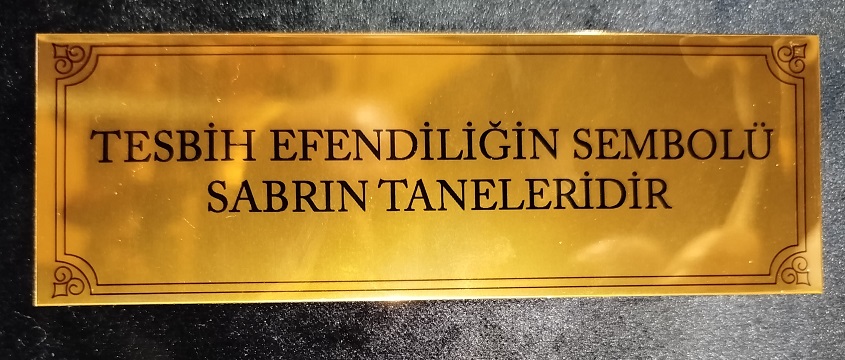 TESBİH EFENDİLİĞİN SEMBOLÜ
SABRIN TANELERİDİR